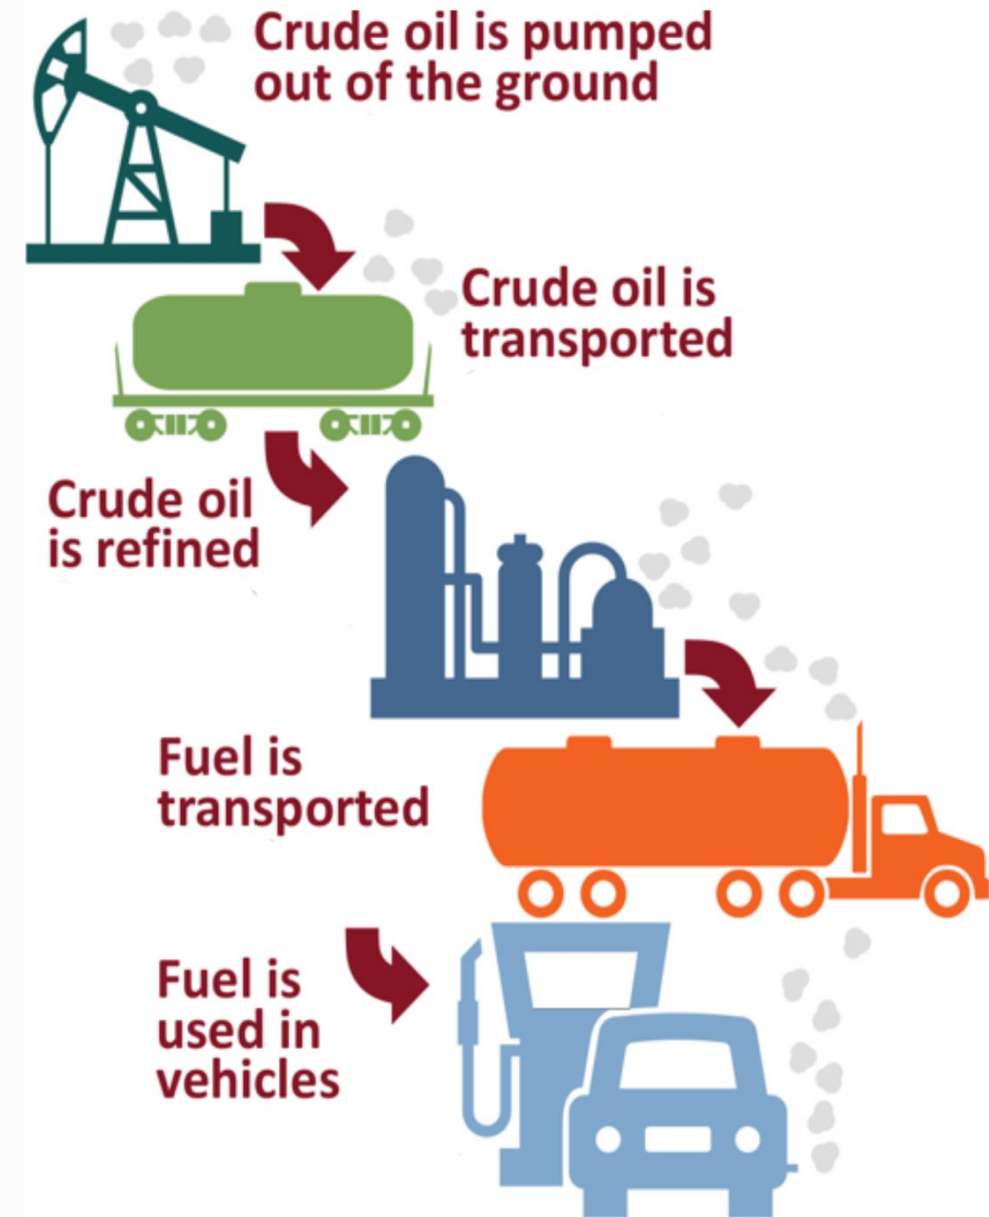 Crude oil is pumped
out of the ground
Crude oil is
transported
Crude oil
is refined
Fuel is
transported
Fuel is
used in
vehicles